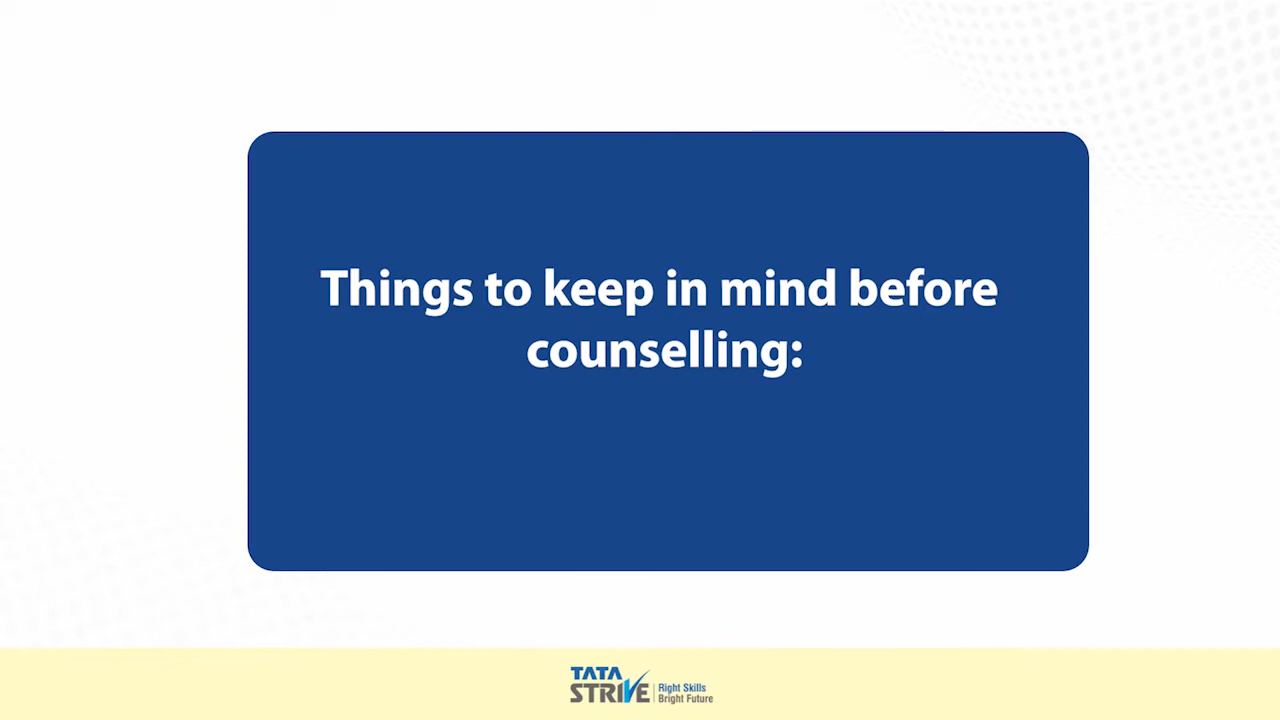 Things to keep in mind before
counselling:
TATA
STRIVE
Right Skills
Bright Future